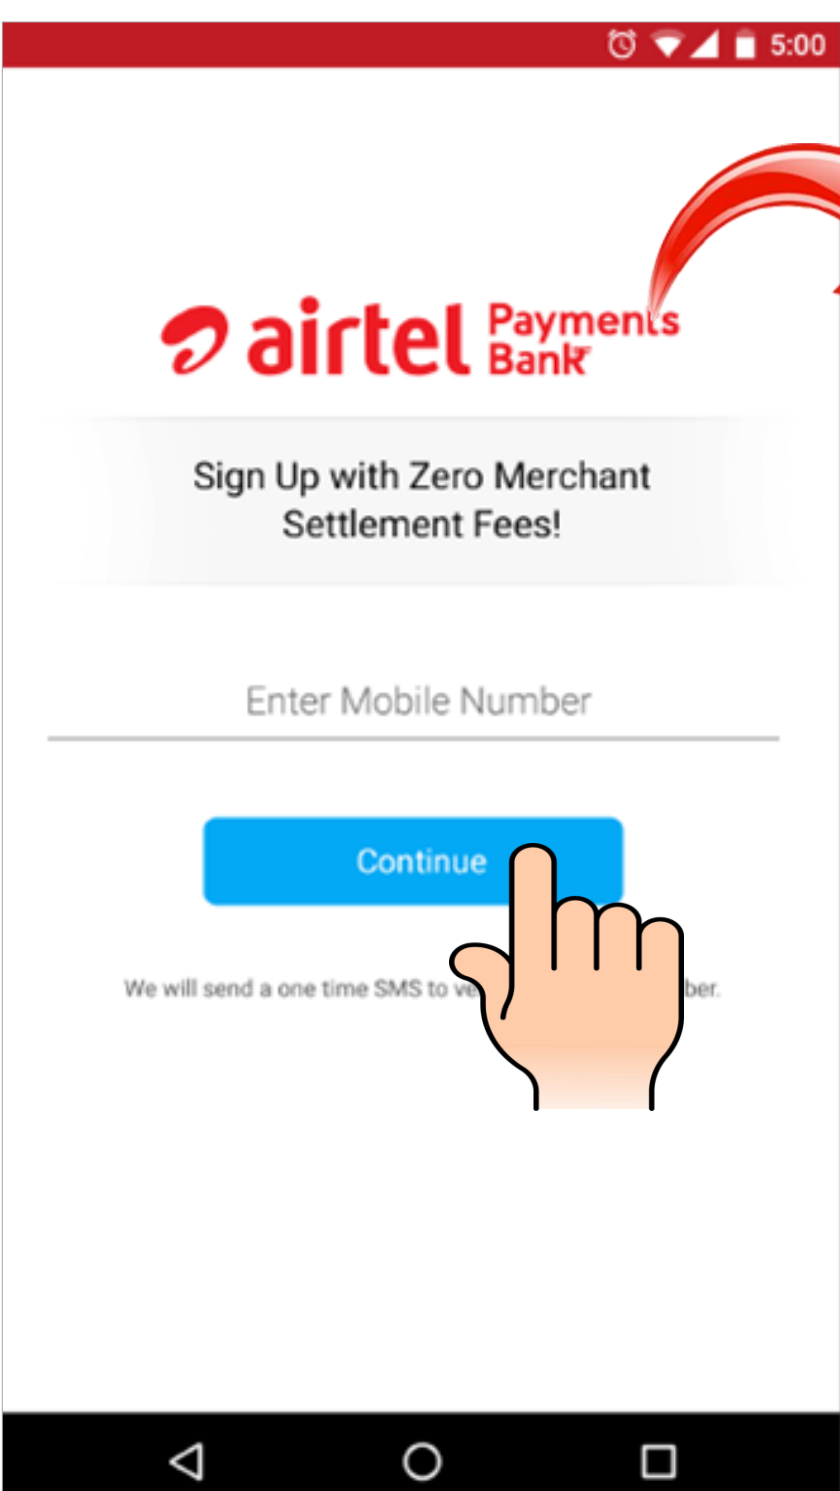 5:00
airtel Payments
Bank
Sign Up with Zero Merchant
Settlement Fees!
Enter Mobile Number
Continue
We will send a one time SMS to ber.